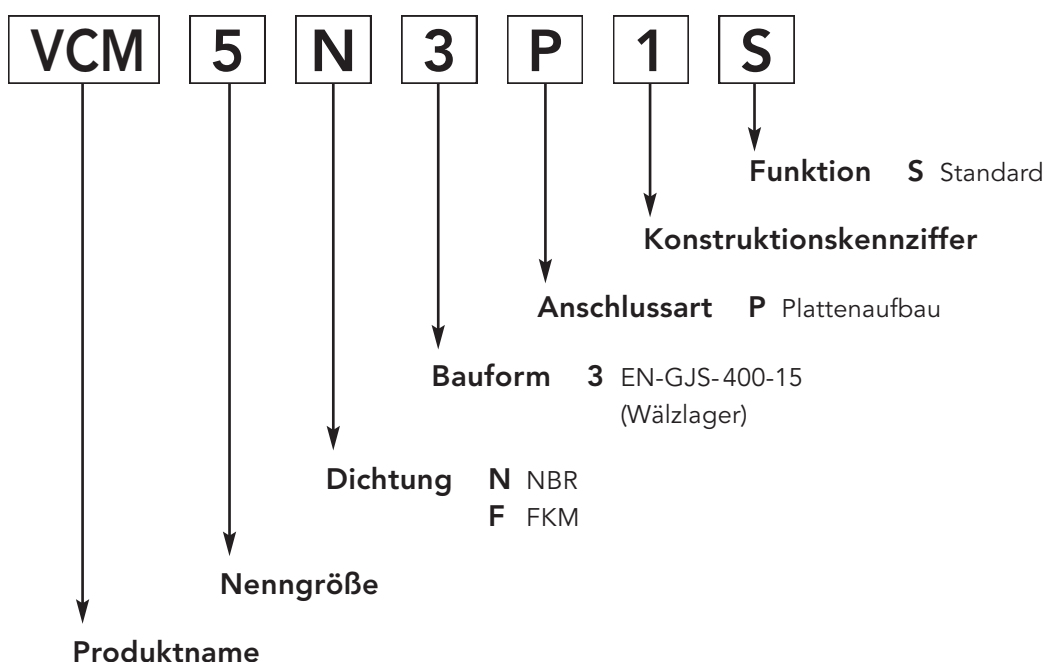 VCM 5 N 3 P 1 S
Funktion S Standard
Konstruktionskennziffer
Anschlussart P Plattenaufbau
Bauform 3 EN-GJS-400-15
(Wälzlager)
Dichtung N NBR
F FKM
Nenngröße
Produktname